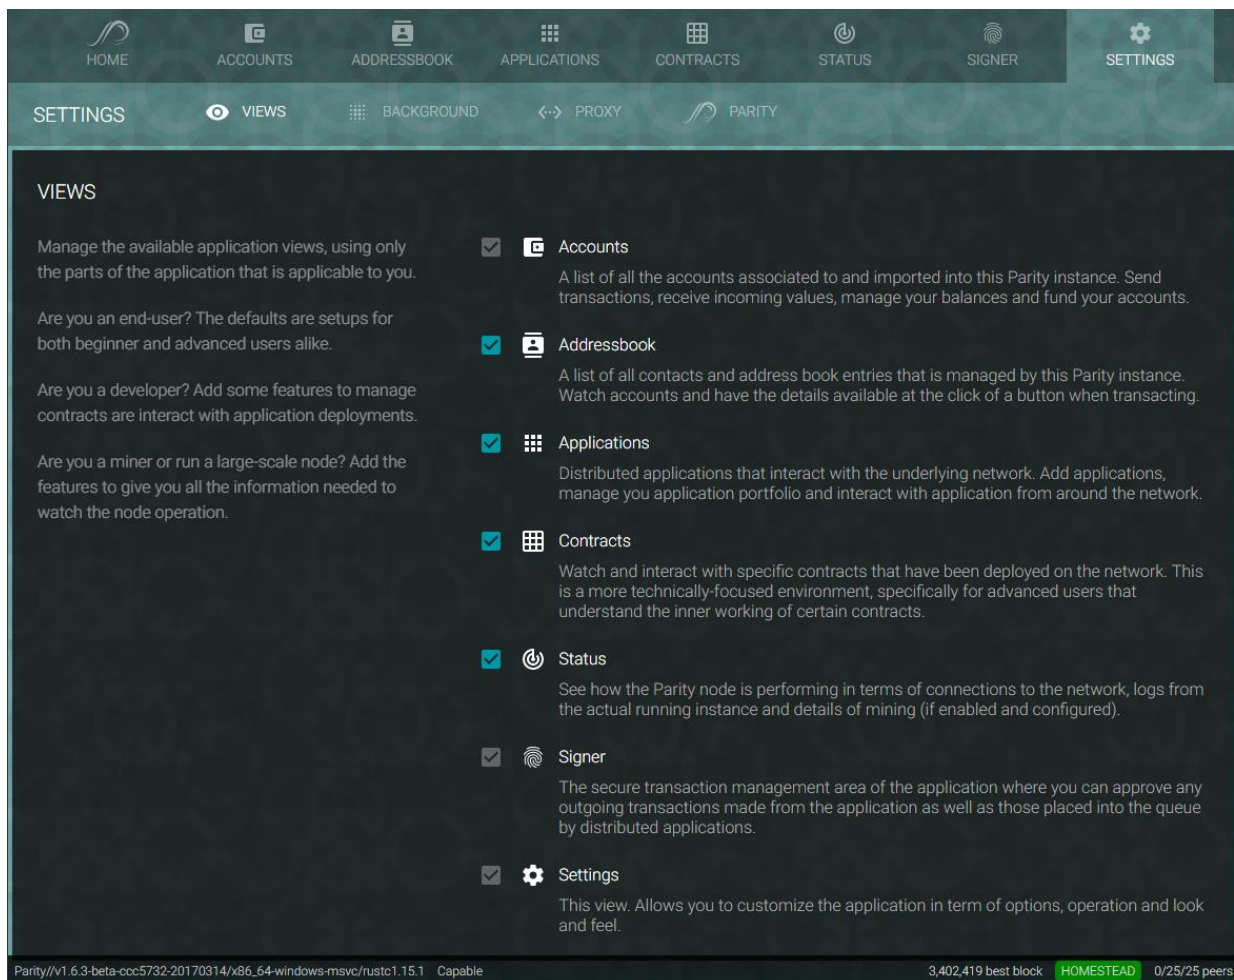 HOME
ACCOUNTS
ADDRESSBOOK
APPLICATIONS
CONTRACTS
STATUS
SIGNER
SETTINGS
SETTINGS
VIEWS
BACKGROUND
PROXY
PARITY
VIEWS
Manage the available application views, using only
the parts of the application that is applicable to you.
Are you an end-user? The defaults are setups for
both beginner and advanced users alike.
Are you a developer? Add some features to manage
contracts are interact with application deployments.
Are you a miner or run a large-scale node? Add the
features to give you all the information needed to
watch the node operation.
Accounts
A list of all the accounts associated to and imported into this Parity instance. Send
transactions, receive incoming values, manage your balances and fund your accounts.
Addressbook
A list of all contacts and address book entries that is managed by this Parity instance.
Watch accounts and have the details available at the click of a button when transacting.
Applications
Distributed applications that interact with the underlying network. Add applications,
manage you application portfolio and interact with application from around the network.
Contracts
Watch and interact with specific contracts that have been deployed on the network. This
is a more technically-focused environment, specifically for advanced users that
understand the inner working of certain contracts.
Status
See how the Parity node is performing in terms of connections to the network, logs from
the actual running instance and details of mining (if enabled and configured).
Signer
The secure transaction management area of the application where you can approve any
outgoing transactions made from the application as well as those placed into the queue
by distributed applications.
Settings
This view. Allows you to customize the application in term of options, operation and look
and feel.
Parity//v1.6.3-beta-ccc5732-20170314/x86_64-windows-msvc/rustc1.15.1 Capable
3,402,419 best block HOMESTEAD 0/25/25 peers